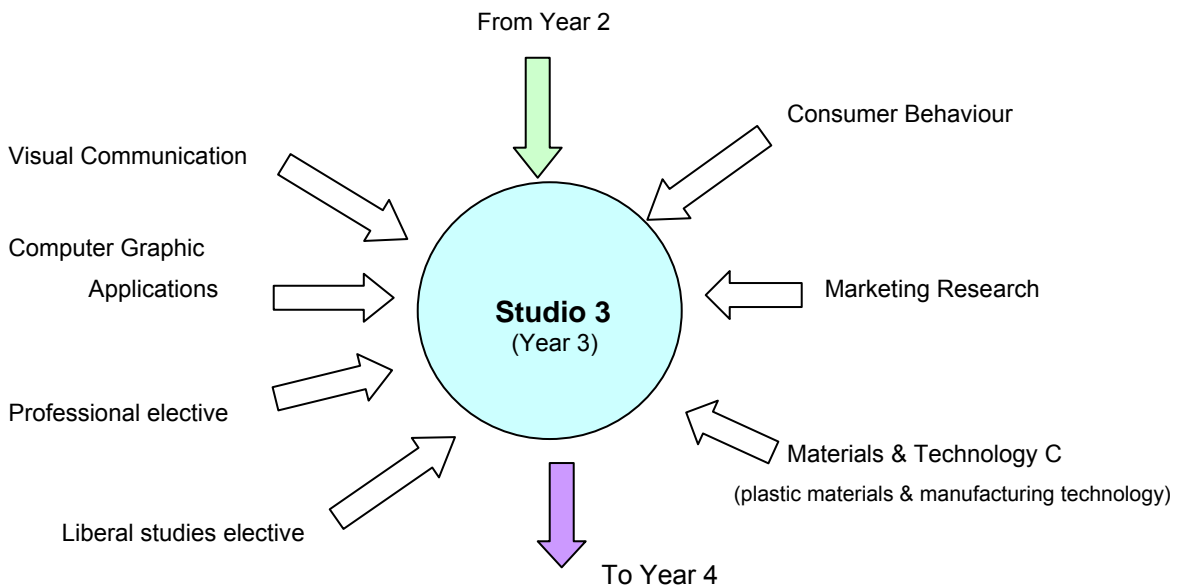 From Year 2
Consumer Behaviour
Visual Communication
Computer Graphic
Applications
Marketing Research
Studio 3
(Year 3)
Professional elective
Materials & Technology C
(plastic materials & manufacturing technology)
Liberal studies elective
To Year 4